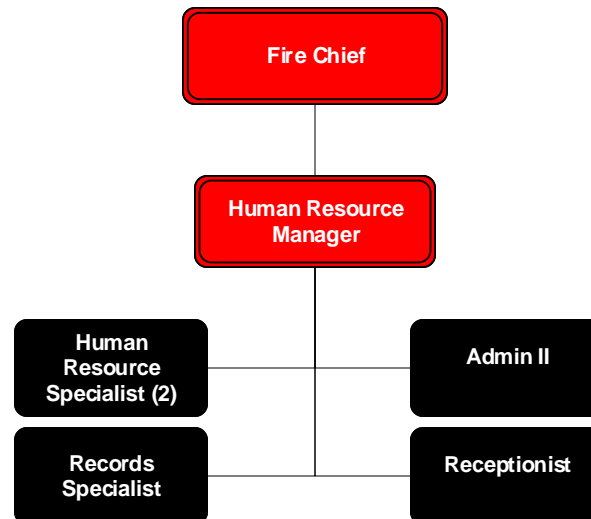 Fire Chief
Human Resource
Manager
Human
Resource
Specialist (2)
Admin II
Records
Specialist
Receptionist